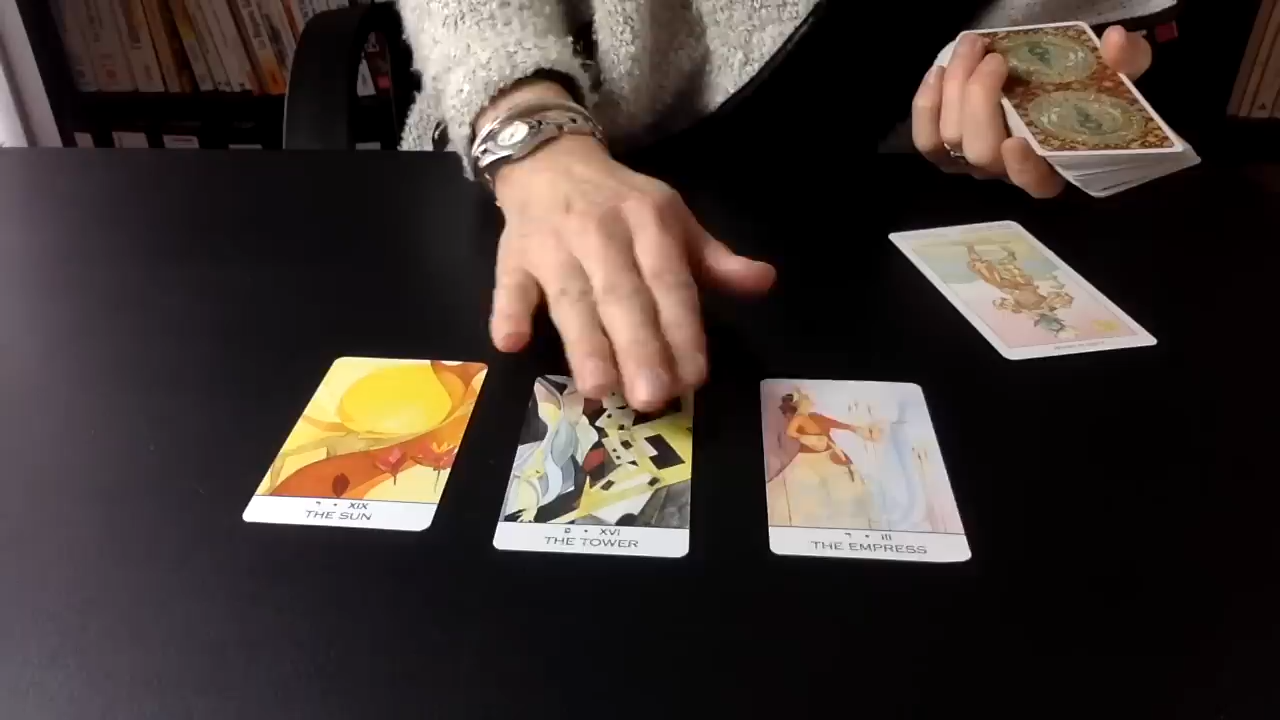 ר • XIX
THE SUN
פ • XVI
THE TOWER
ד • III
THE EMPRESS